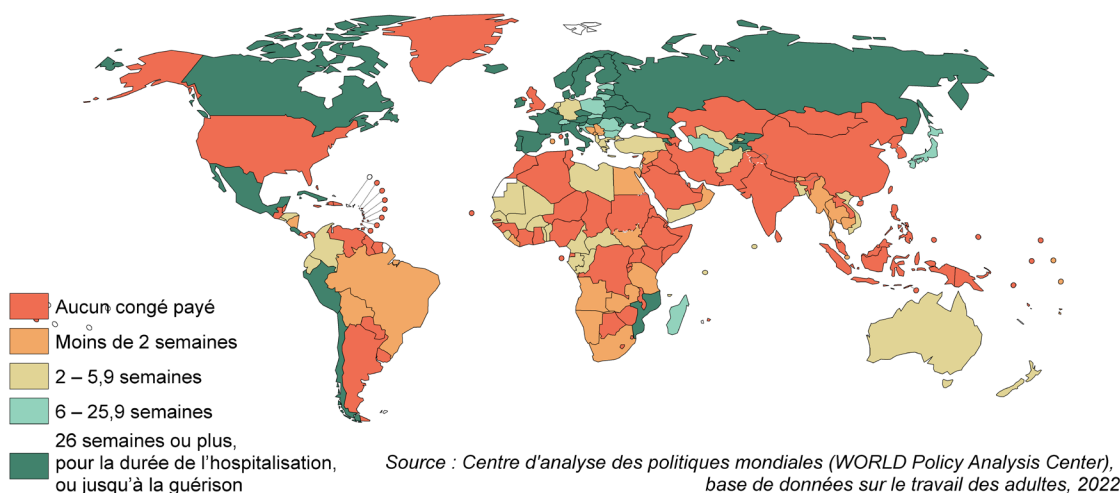 Aucun congé payé
Moins de 2 semaines
2 – 5,9 semaines
6 – 25,9 semaines
26 semaines ou plus,
pour la durée de l'hospitalisation,
ou jusqu'à la guérison
Source : Centre d'analyse des politiques mondiales (WORLD Policy Analysis Center),
base de données sur le travail des adultes, 2022